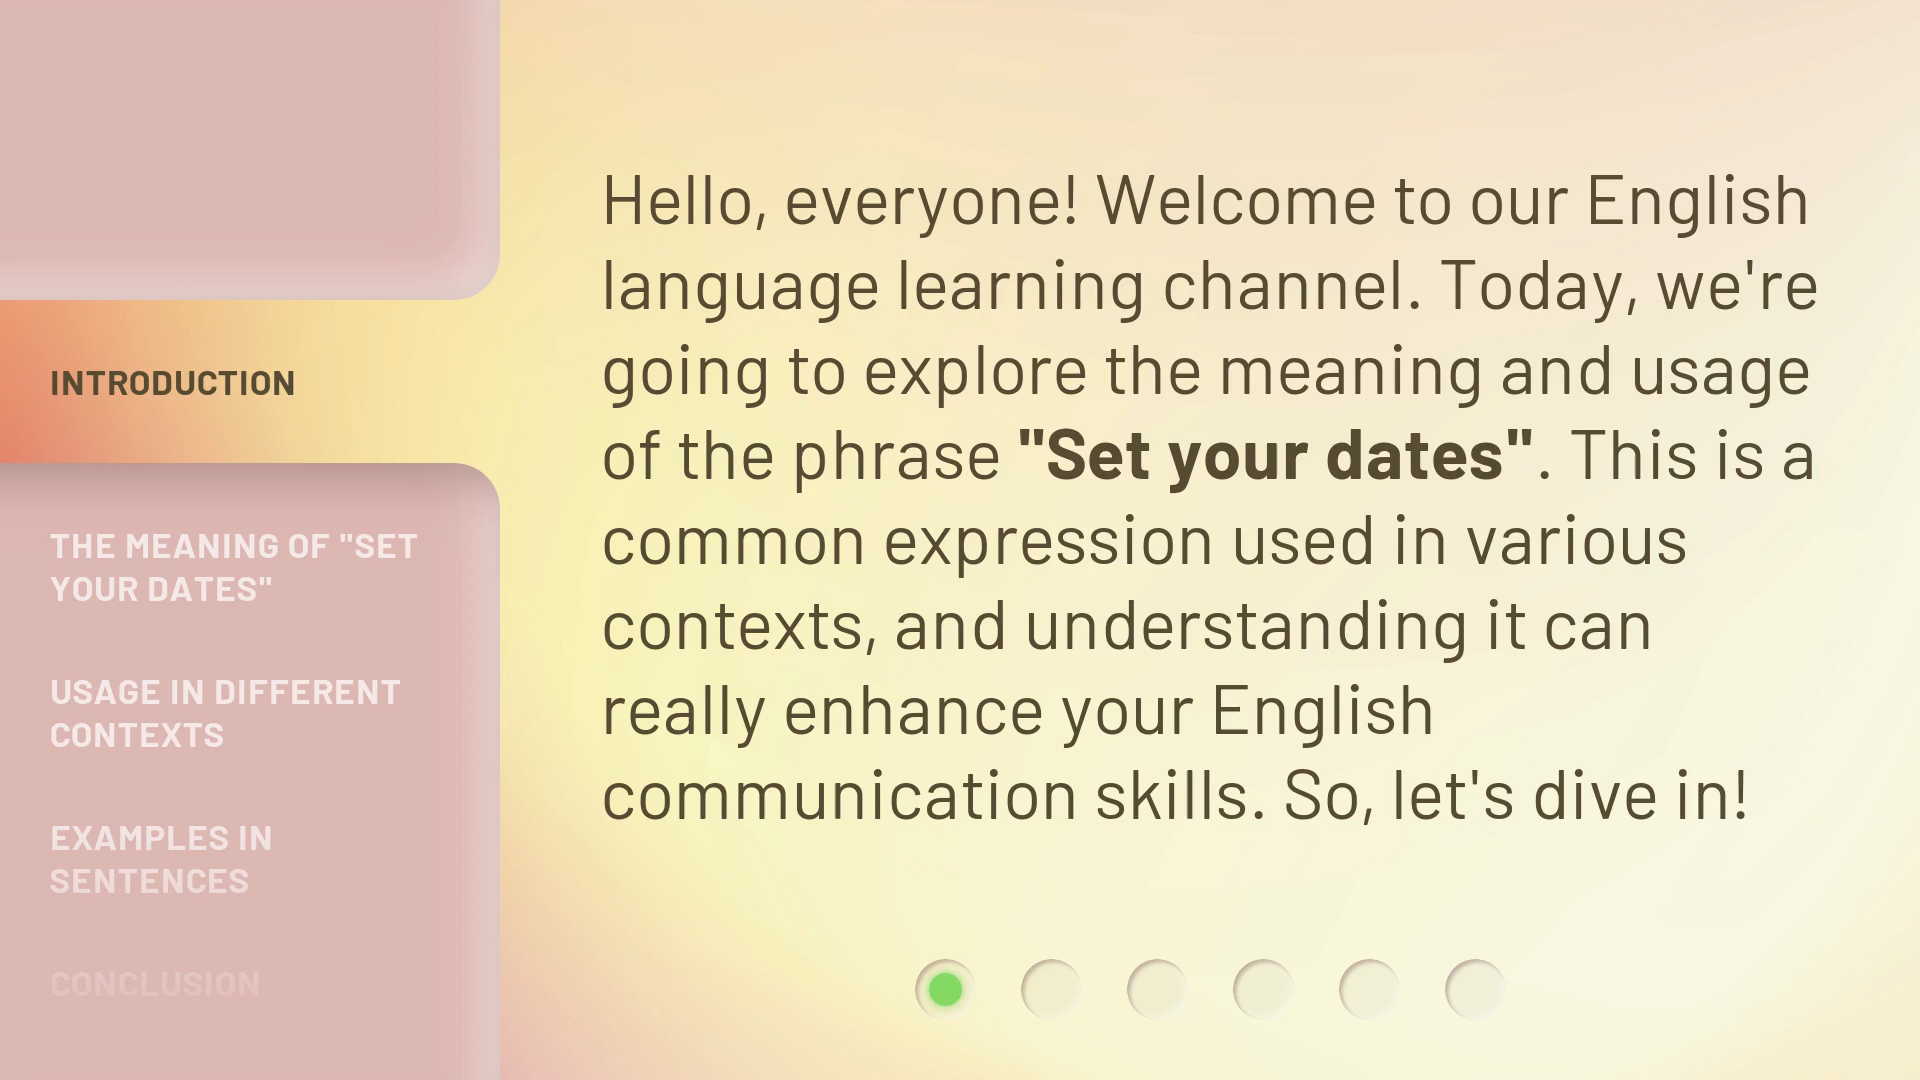 INTRODUCTION
THE MEANING OF "SET
YOUR DATES"
USAGE IN DIFFERENT
CONTEXTS
EXAMPLES IN
SENTENCES
CONCLUSION
Hello, everyone! Welcome to our English
language learning channel. Today, we're
going to explore the meaning and usage
of the phrase "Set your dates". This is a
common expression used in various
contexts, and understanding it can
really enhance your English
communication skills. So, let's dive in!